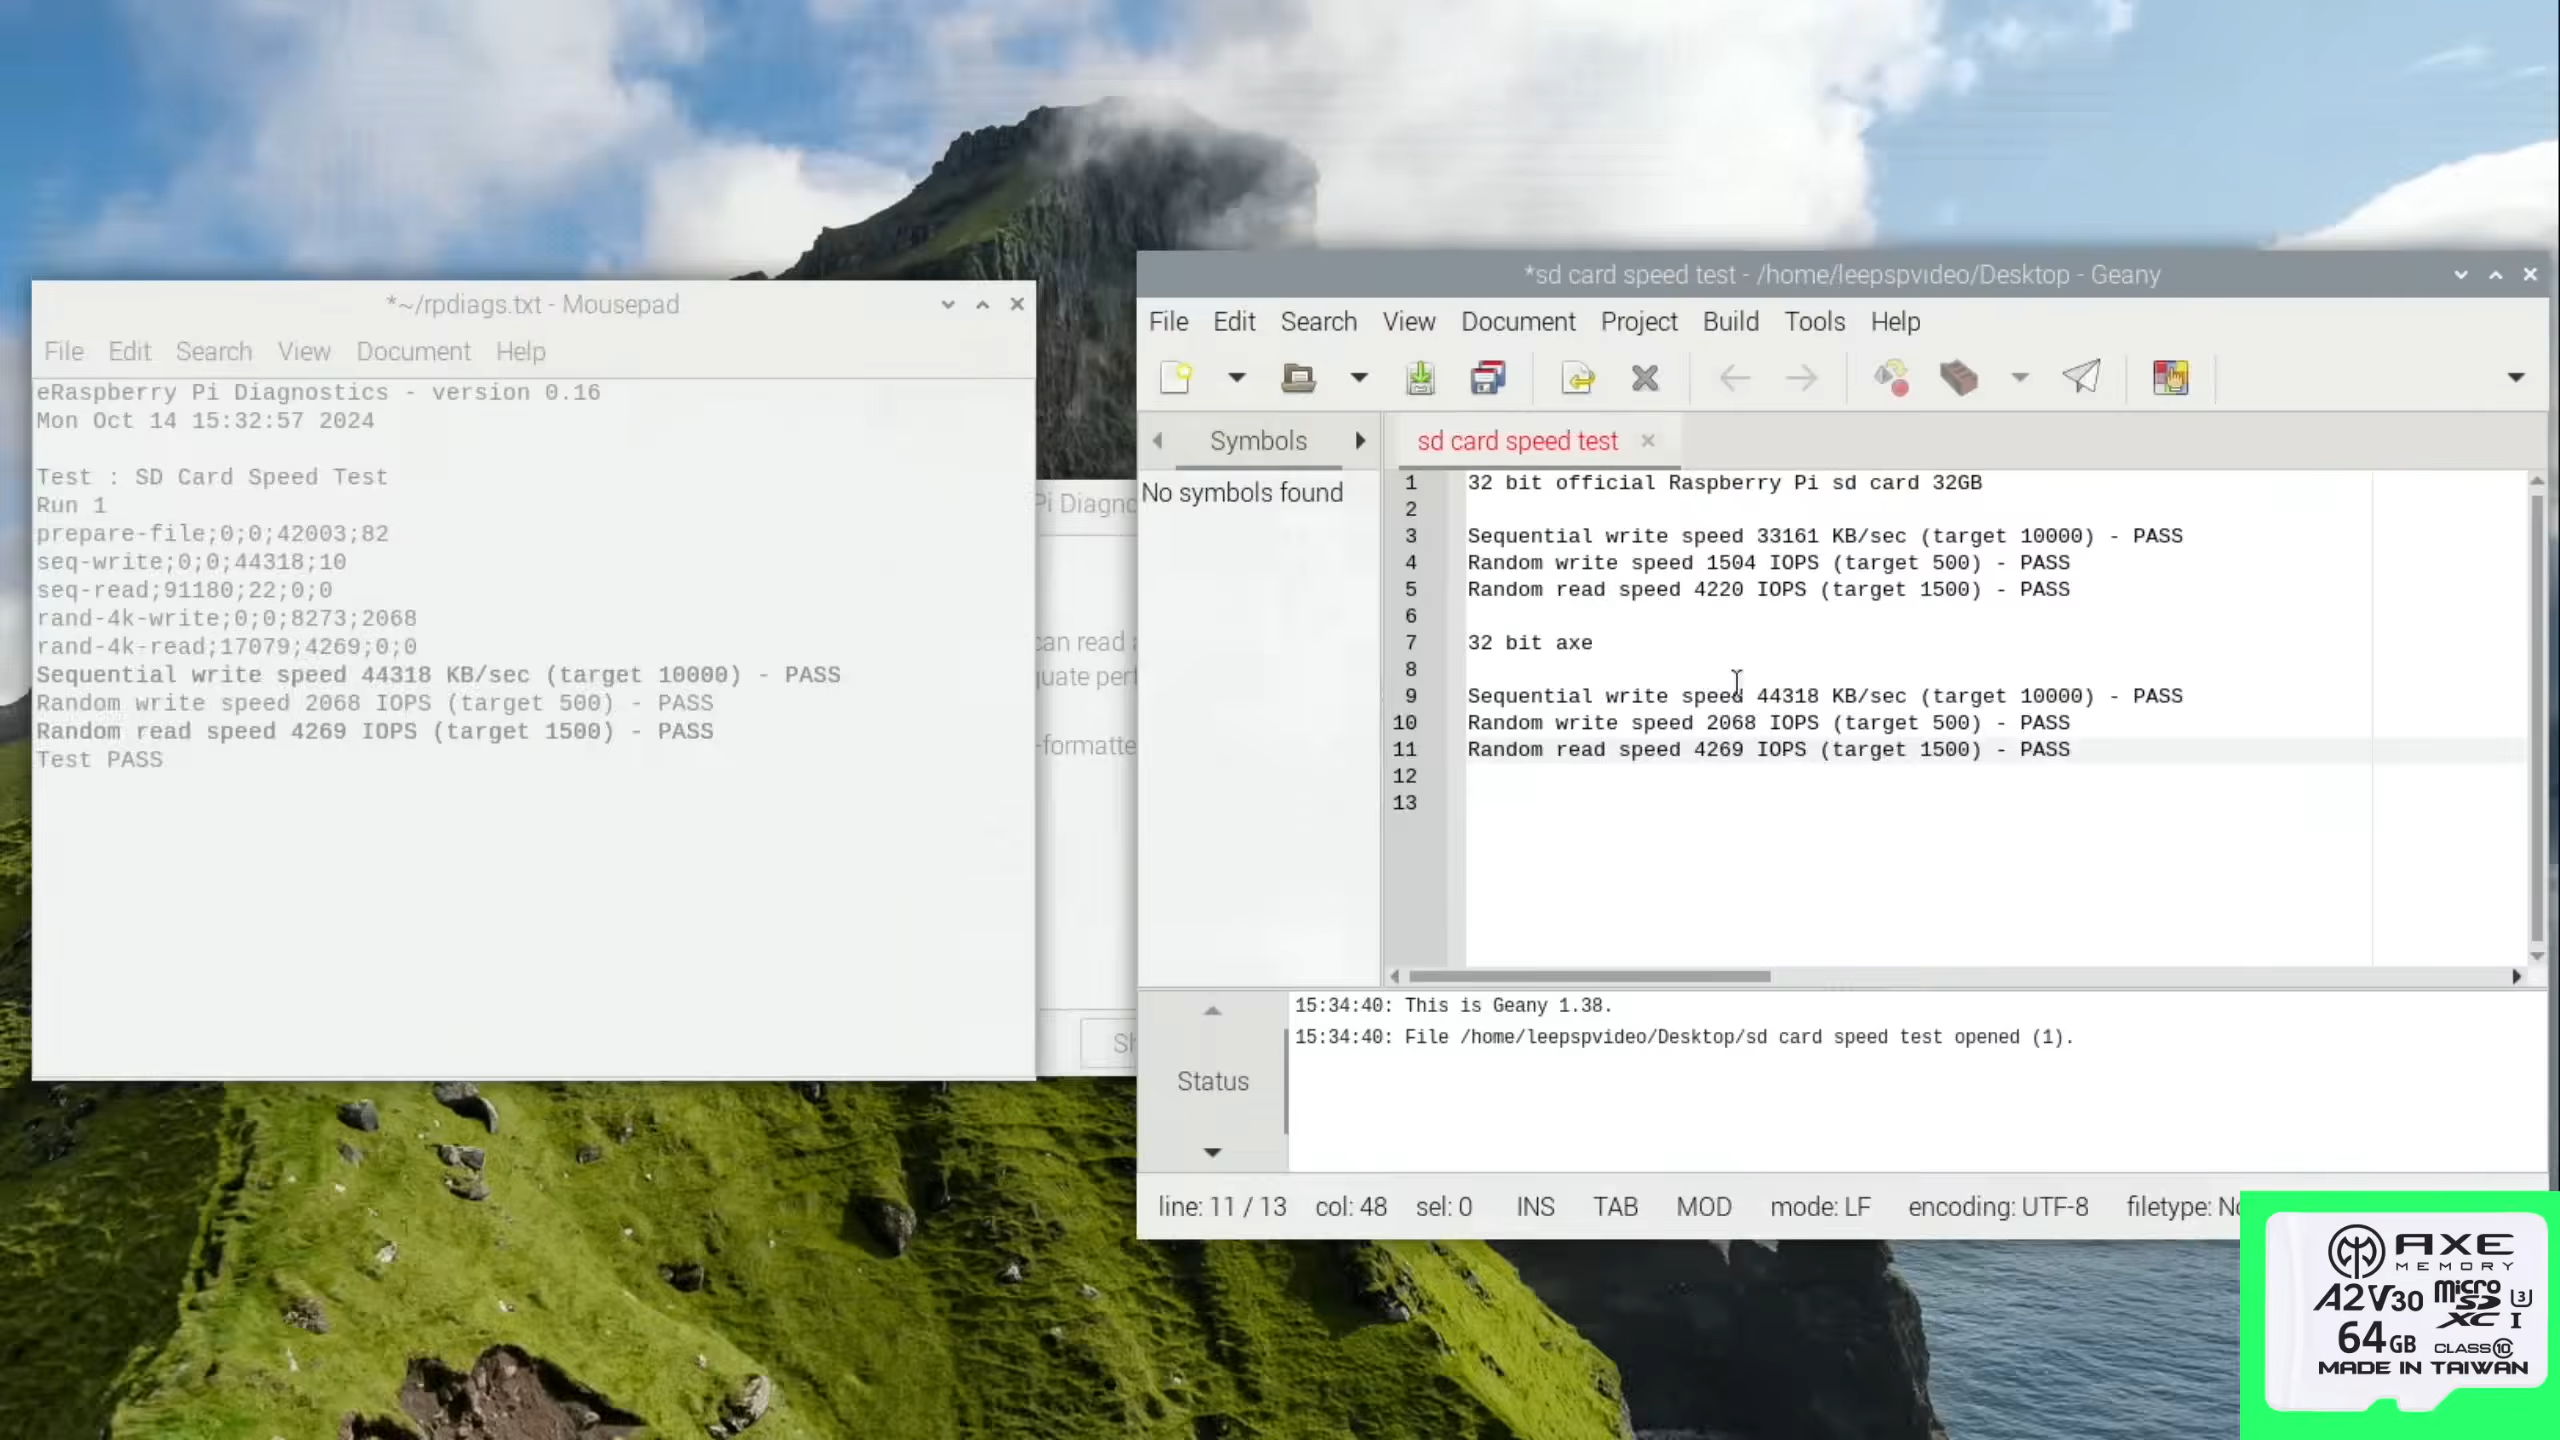 *~/rpdiags.txt - Mousepad
File Edit Search View Document Help
eRaspberry Pi Diagnostics - version 0.16
Mon Oct 14 15:32:57 2024
Test : SD Card Speed Test
Run 1
prepare-file;0;0;42003;82
seq-write;0;0;44318;10
seq-read;91180;22;0;0
rand-4k-write;0;0;8273;2068
rand-4k-read;17079;4269;0;0
Sequential write speed 44318 KB/sec (target 10000) - PASS
Random write speed 2068 IOPS (target 500) - PASS
Random read speed 4269 IOPS (target 1500) - PASS
Test PASS
Pi Diagn
can read
-formatte
*sd card speed test - /home/leepspvideo/Desktop - Geany
File Edit Search View Document Project Build Tools Help
Symbols
No symbols found
sd card speed test
1 32 bit official Raspberry Pi sd card 32GB
2
3 Sequential write speed 33161 KB/sec (target 10000) - PASS
4 Random write speed 1504 IOPS (target 500) - PASS
5 Random read speed 4220 IOPS (target 1500) - PASS
6
7 32 bit axe
8
9 Sequential write speed 44318 KB/sec (target 10000) - PASS
10 Random write speed 2068 IOPS (target 500) - PASS
11 Random read speed 4269 IOPS (target 1500) - PASS
12
13
Status
15:34:40: This is Geany 1.38.
15:34:40: File /home/leepspvideo/Desktop/sd card speed test opened (1).
line: 11 / 13 col: 48 sel: 0 INS TAB MOD mode: LF encoding: UTF-8 filetype: No
AXE
MEMORY
A2 V30 micro SD XC I U3
64GB CLASS 10
MADE IN TAIWAN